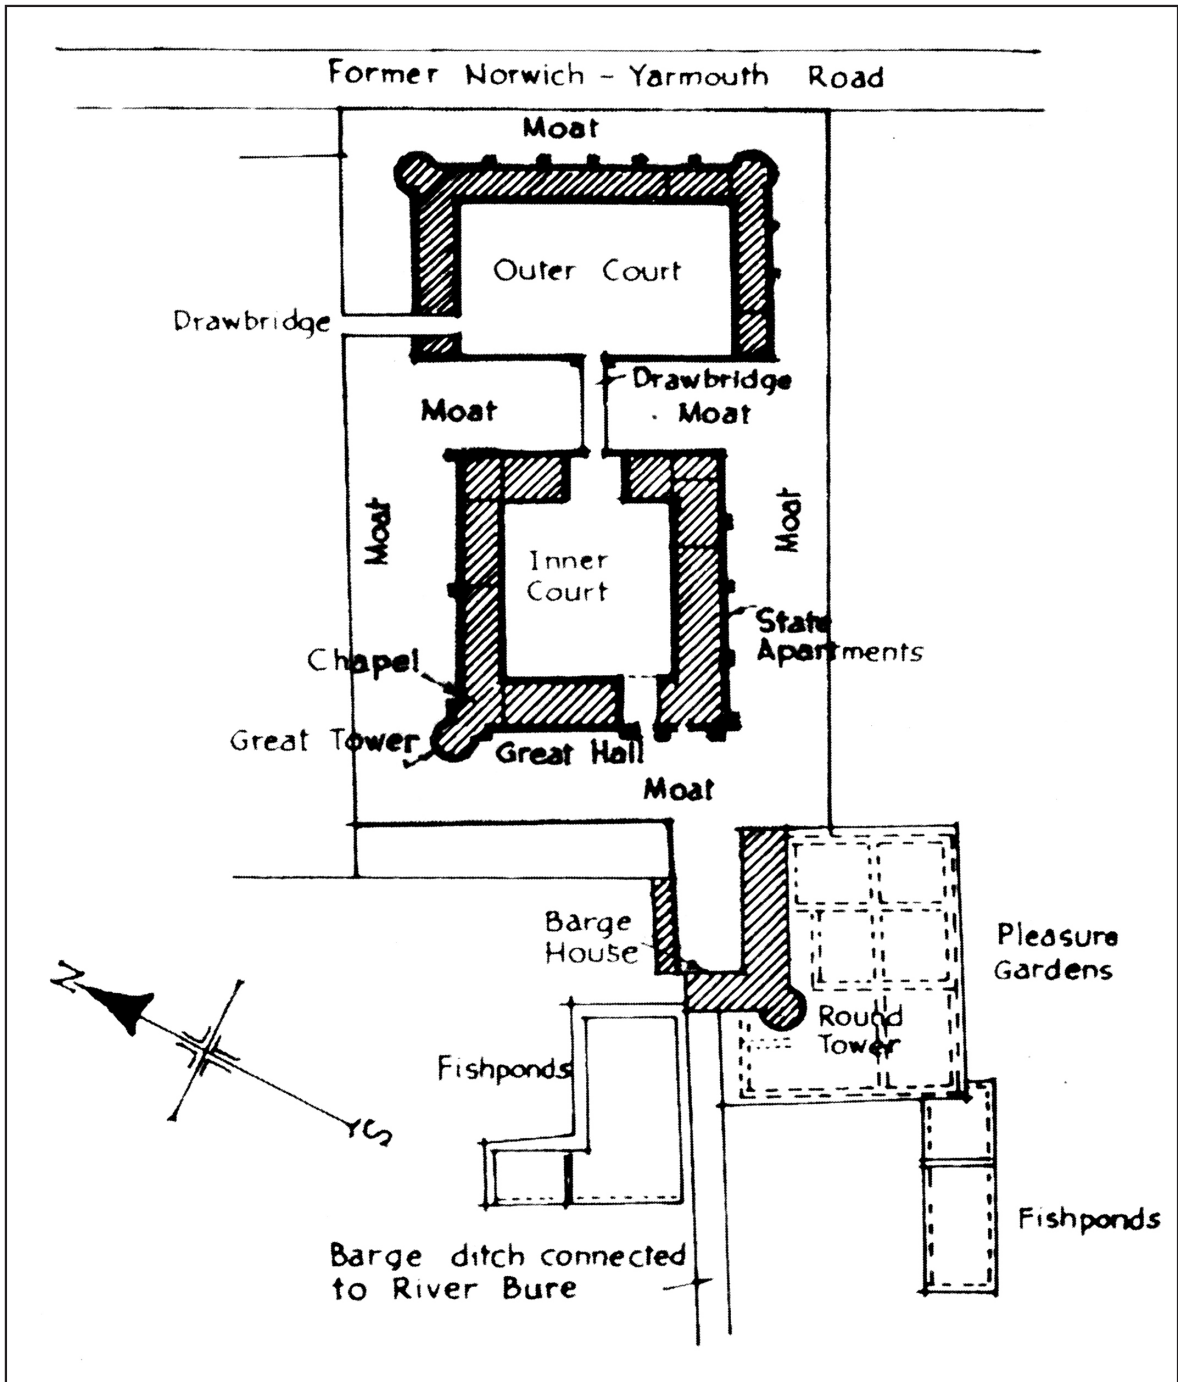 Former Norwich - Yarmouth Road
Moat
Outer Court
Drawbridge
Drawbridge
Moat
Moat
Moat
Moat
Inner
Court
State
Apartments
Chapel
Great Tower
Great Hall
Moat
Barge
House
Pleasure
Gardens
Round
Tower
N
S
Fishponds
Fishponds
Barge ditch connected
to River Bure